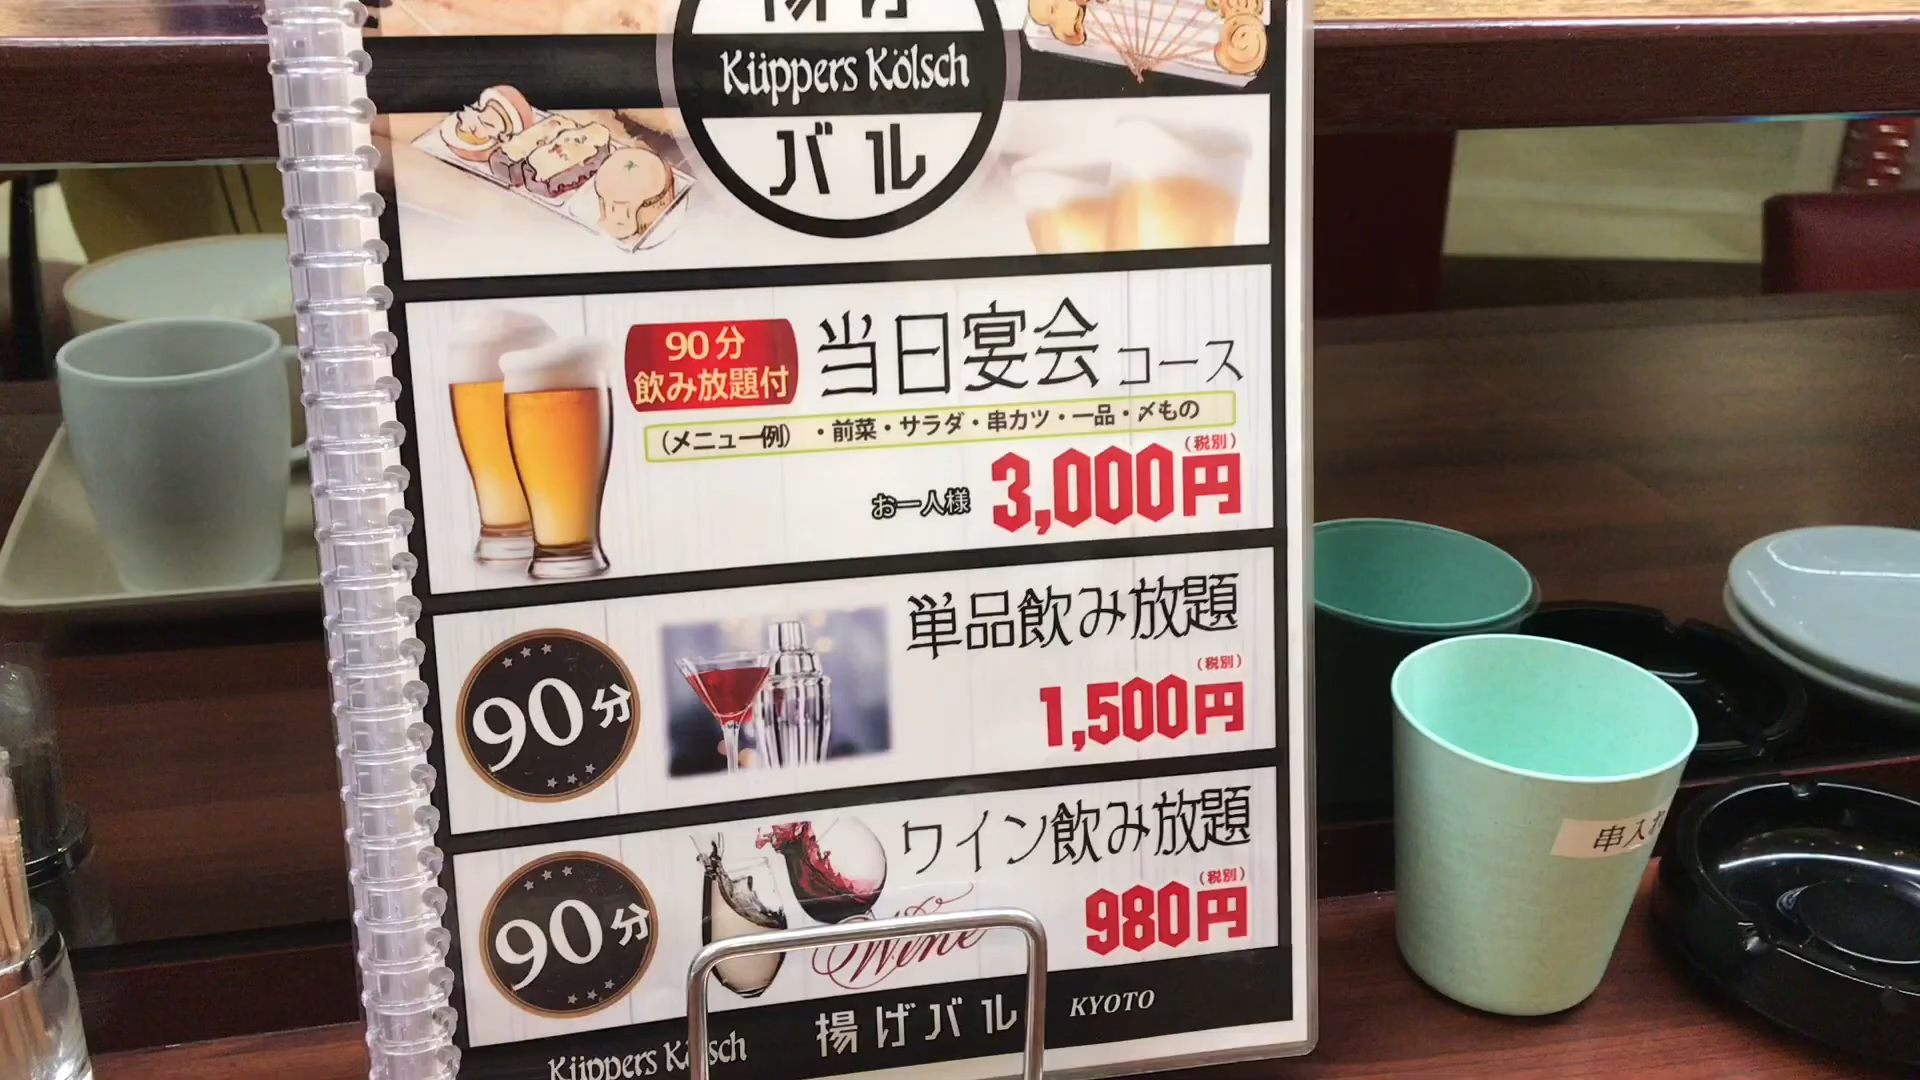 Küppers Kölsch
バル
90分
飲み放題付
当日宴会コース
(メニュー例) ・前菜・サラダ・串カツ・一品・〆もの
(税別)
お一人様 3,000円
90分
単品飲み放題
(税別)
1,500円
90分
ワイン飲み放題
(税別)
980円
Wine
Küppers Kölsch 揚げバル KYOTO
串入